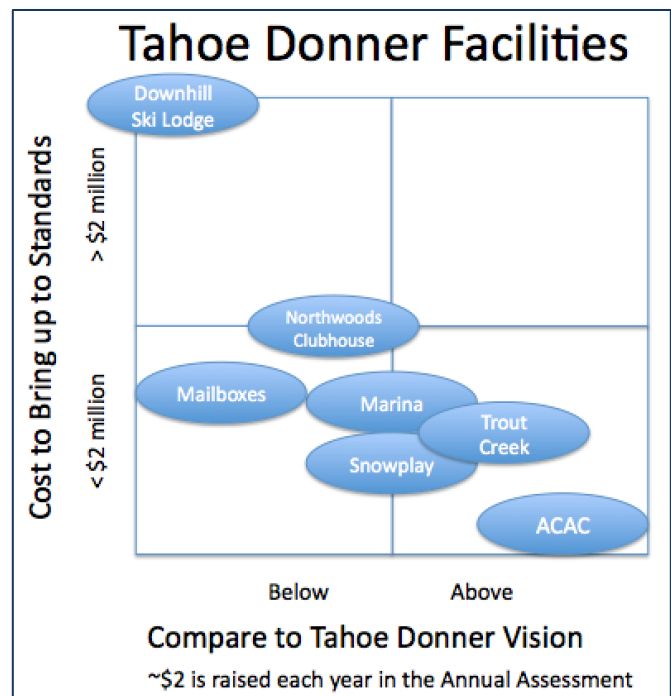 Tahoe Donner Facilities
Downhill
Ski Lodge
Cost to Bring up to Standards
> $2 million
< $2 million
Northwoods
Clubhouse
Mailboxes
Marina
Trout
Creek
Snowplay
ACAC
Below
Above
Compare to Tahoe Donner Vision
~$2 is raised each year in the Annual Assessment